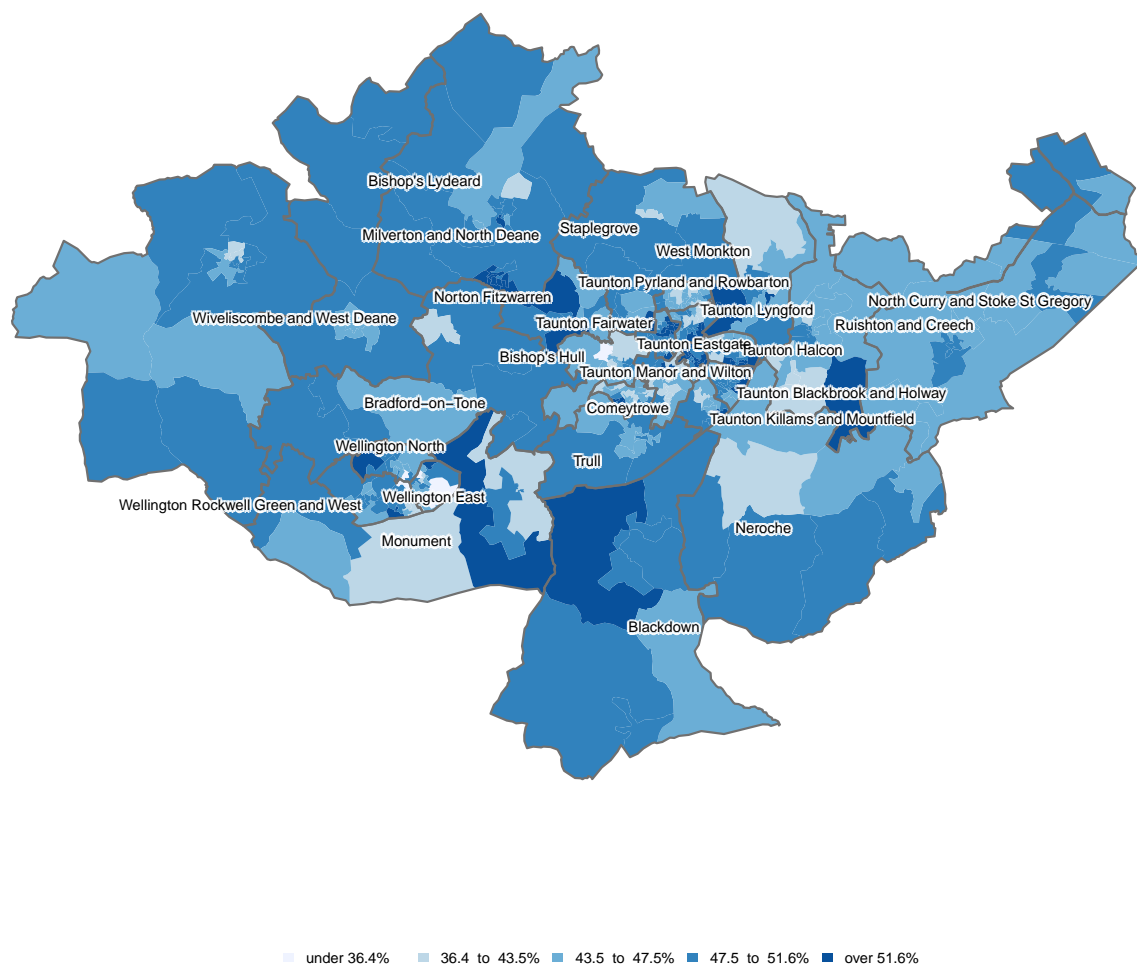 Bishop's Lydeard
Staplegrove
Milverton and North Deane
West Monkton
Taunton Pyrland and Rowbarton
Norton Fitzwarren
North Curry and Stoke St Gregory
Taunton Lyngford
Wiveliscombe and West Deane
Taunton Fairwater
Ruishton and Creech
Taunton Eastgate
Taunton Halcon
Bishop's Hull
Taunton Manor and Wilton
Taunton Blackbrook and Holway
Bradford−on−Tone
Comeytrowe
Taunton Killams and Mountfield
Wellington North
Trull
Wellington East
Wellington Rockwell Green and West
Neroche
Monument
Blackdown
under 36.4% 36.4 to 43.5% 43.5 to 47.5% 47.5 to 51.6% over 51.6%